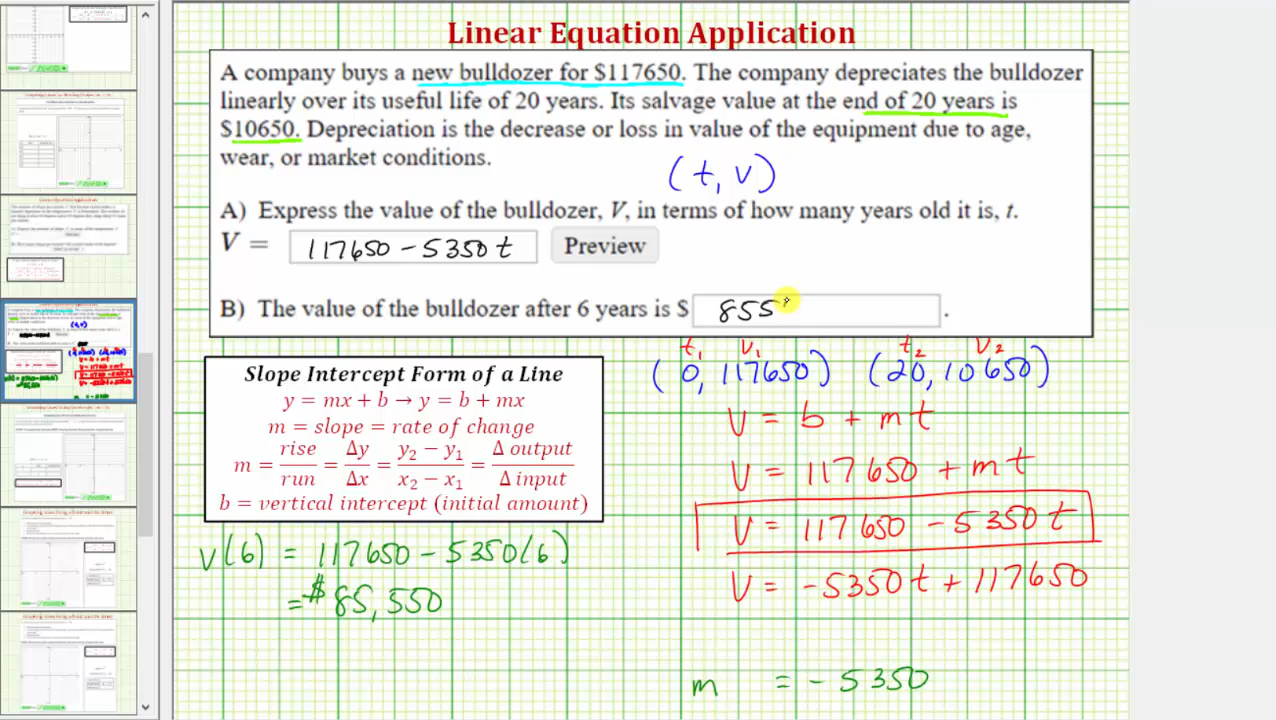 Linear Equation Application
A company buys a new bulldozer for $117650. The company depreciates the bulldozer
linearly over its useful life of 20 years. Its salvage value at the end of 20 years is
$10650. Depreciation is the decrease or loss in value of the equipment due to age,
wear, or market conditions.
(t, v)
A) Express the value of the bulldozer, V, in terms of how many years old it is, t.
V = 117650 - 5350t Preview
B) The value of the bulldozer after 6 years is $ 855 .
t₁ v₁ t₂ v₂
(0, 117650) (20, 10650)
Slope Intercept Form of a Line
y = mx + b → y = b + mx
m = slope = rate of change
m = rise/run = Δy/Δx = (y₂ − y₁)/(x₂ − x₁) = Δ output/Δ input
b = vertical intercept (initial amount)
V = b + mt
V = 117650 + mt
V = 117650 - 5350t
V = -5350t + 117650
V(6) = 117650 - 5350(6)
= $85,550
m = -5350